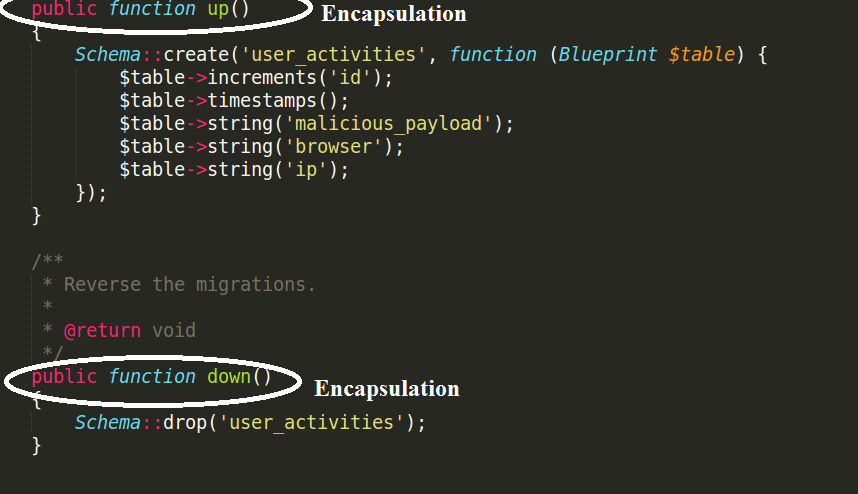 public function up() Encapsulation
{
Schema::create('user_activities', function (Blueprint $table) {
$table->increments('id');
$table->timestamps();
$table->string('malicious_payload');
$table->string('browser');
$table->string('ip');
});
}
/**
* Reverse the migrations.
*
* @return void
*/
public function down() Encapsulation
{
Schema::drop('user_activities');
}